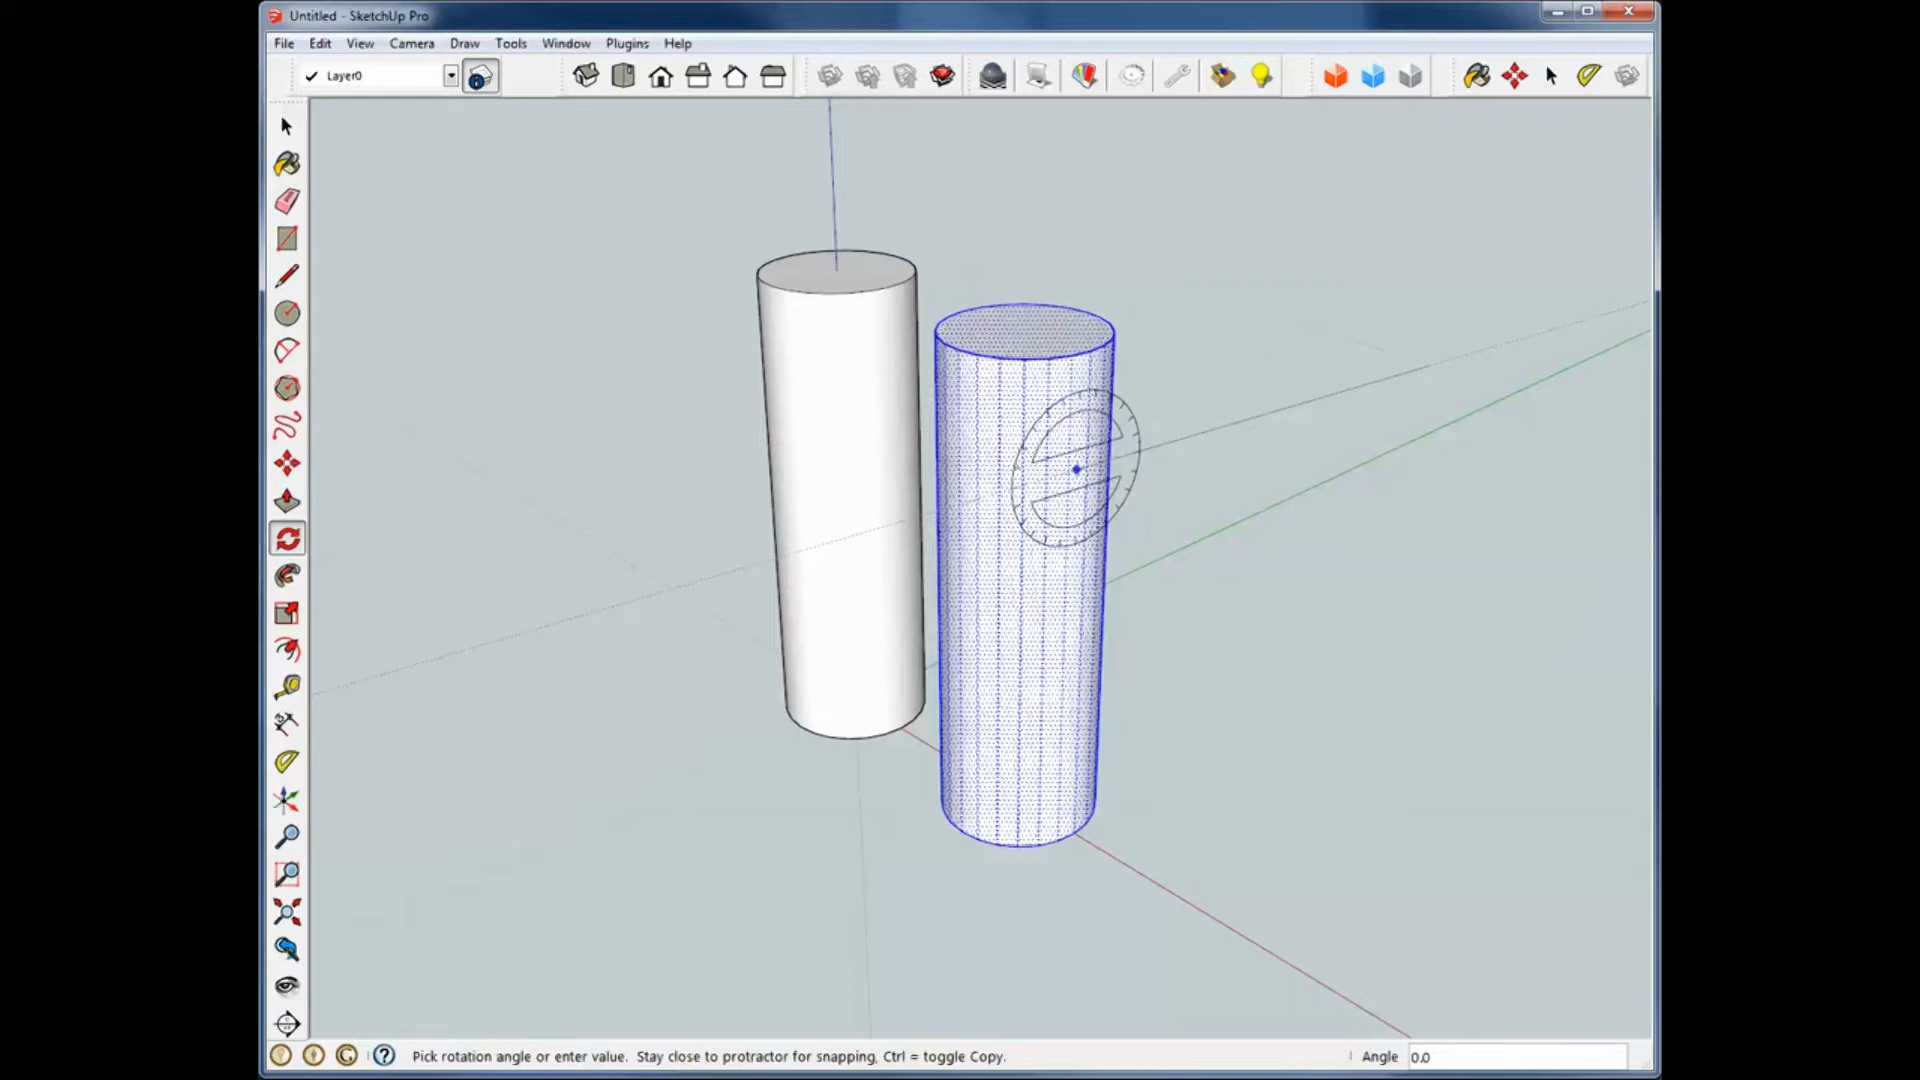 Untitled - SketchUp Pro
File Edit View Camera Draw Tools Window Plugins Help
Layer0
Pick rotation angle or enter value. Stay close to protractor for snapping, Ctrl = toggle Copy.
Angle 0.0